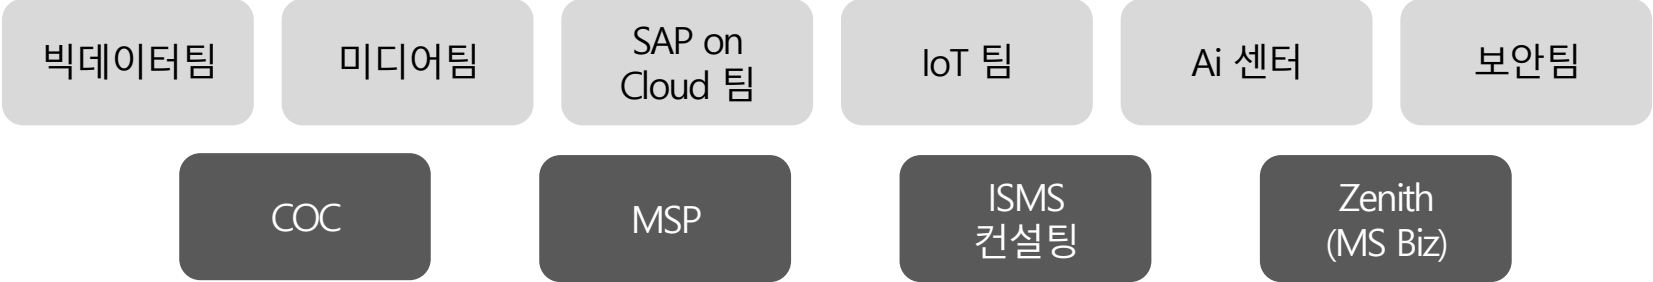 빅데이터팀
미디어팀
SAP on
Cloud 팀
IoT 팀
Ai 센터
보안팀
COC
MSP
ISMS
컨설팅
Zenith
(MS Biz)